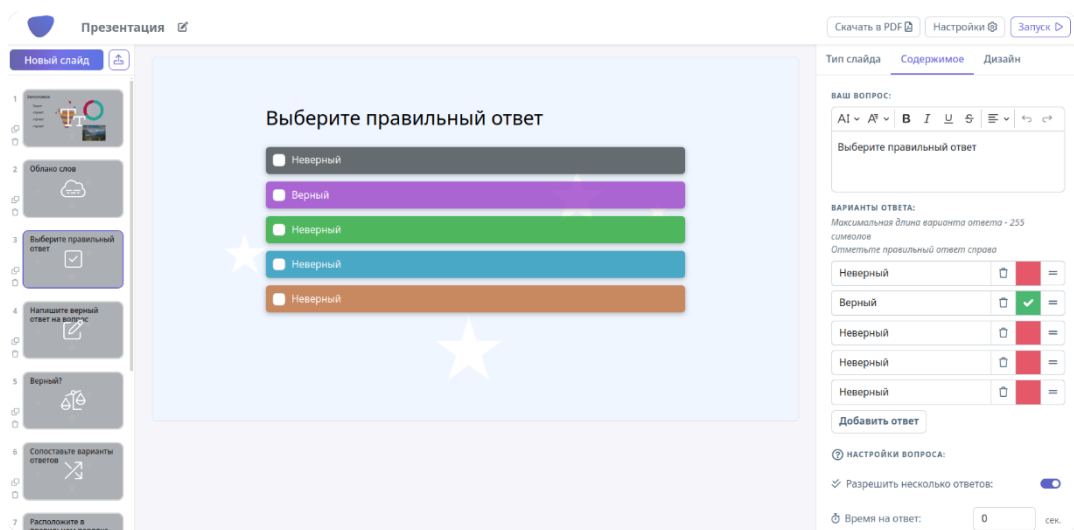 Презентация
Скачать в PDF
Настройки
Запуск
Новый слайд
Тип слайда
Содержимое
Дизайн
1
2
Облако слов
3
Выберите правильный
ответ
4
Напишите верный
ответ на вопрос
5
Верный?
6
Сопоставьте варианты
ответов
7
Расположите в
Выберите правильный ответ
Неверный
Верный
Неверный
Неверный
Неверный
ВАШ ВОПРОС:
Выберите правильный ответ
ВАРИАНТЫ ОТВЕТА:
Максимальная длина варианта ответа - 255
символов
Отметьте правильный ответ справа
Неверный
Верный
Неверный
Неверный
Неверный
Добавить ответ
НАСТРОЙКИ ВОПРОСА:
Разрешить несколько ответов:
Время на ответ:
0
сек.